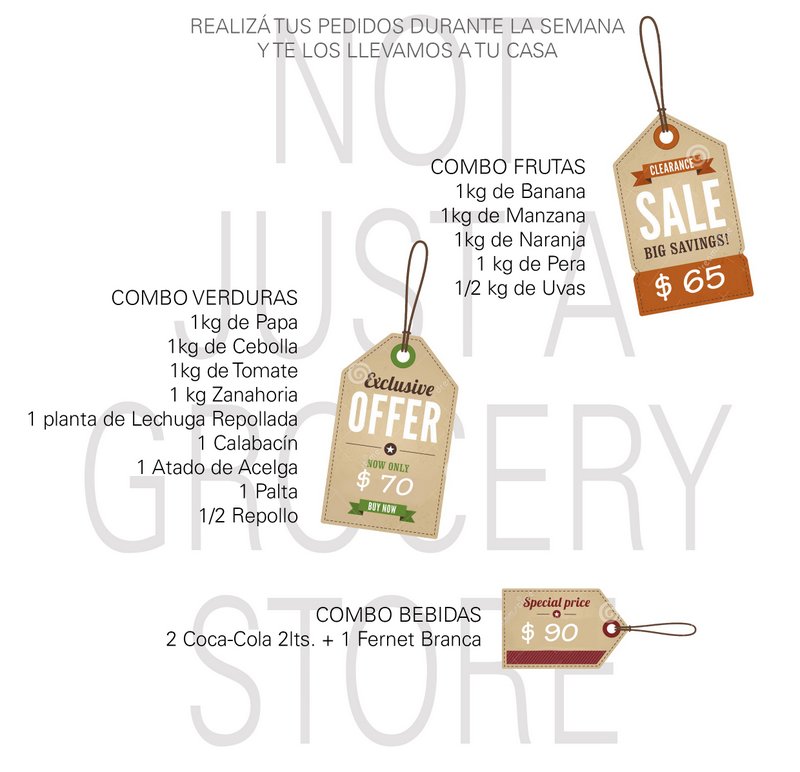 REALIZÁ TUS PEDIDOS DURANTE LA SEMANA
Y TE LOS LLEVAMOS A TU CASA
NOT
JUST A
GROCERY
STORE
COMBO FRUTAS
1kg de Banana
1kg de Manzana
1kg de Naranja
1 kg de Pera
1/2 kg de Uvas
CLEARANCE
SALE
BIG SAVINGS!
$ 65
COMBO VERDURAS
1kg de Papa
1kg de Cebolla
1kg de Tomate
1 kg Zanahoria
1 planta de Lechuga Repollada
1 Calabacín
1 Atado de Acelga
1 Palta
1/2 Repollo
Exclusive
OFFER
NOW ONLY
$ 70
BUY NOW
COMBO BEBIDAS
2 Coca-Cola 2lts. + 1 Fernet Branca
Special price
$ 90